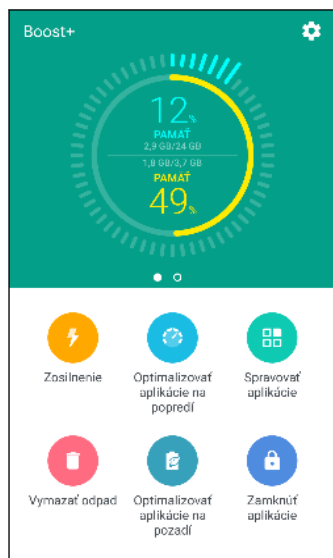 Boost+
12%
PAMÄŤ
2,9 GB/24 GB
1,8 GB/3,7 GB
PAMÄŤ
49%
Zosilnenie
Optimalizovať
aplikácie na
popredí
Spravovať
aplikácie
Vymazať odpad
Optimalizovať
aplikácie na
pozadí
Zamknúť
aplikácie